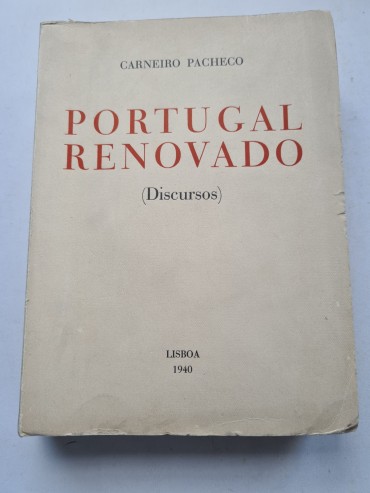 CARNEIRO PACHECO
PORTUGAL
RENOVADO
(Discursos)
LISBOA
1940